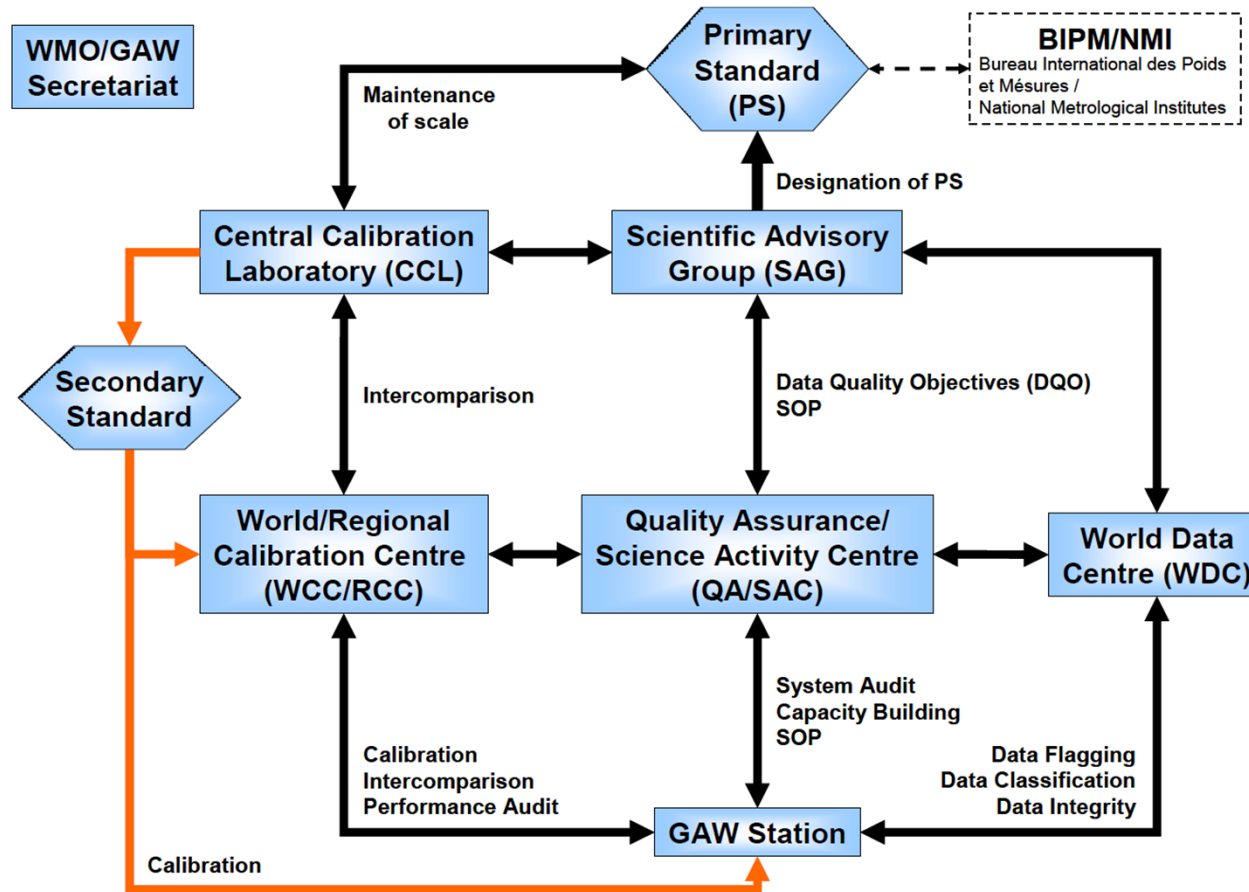 WMO/GAW
Secretariat
Primary
Standard
(PS)
BIPM/NMI
Bureau International des Poids
et Mésures /
National Metrological Institutes
Maintenance
of scale
Designation of PS
Central Calibration
Laboratory (CCL)
Scientific Advisory
Group (SAG)
Secondary
Standard
Intercomparison
Data Quality Objectives (DQO)
SOP
World/Regional
Calibration Centre
(WCC/RCC)
Quality Assurance/
Science Activity Centre
(QA/SAC)
World Data
Centre (WDC)
System Audit
Capacity Building
SOP
Calibration
Intercomparison
Performance Audit
Data Flagging
Data Classification
Data Integrity
GAW Station
Calibration